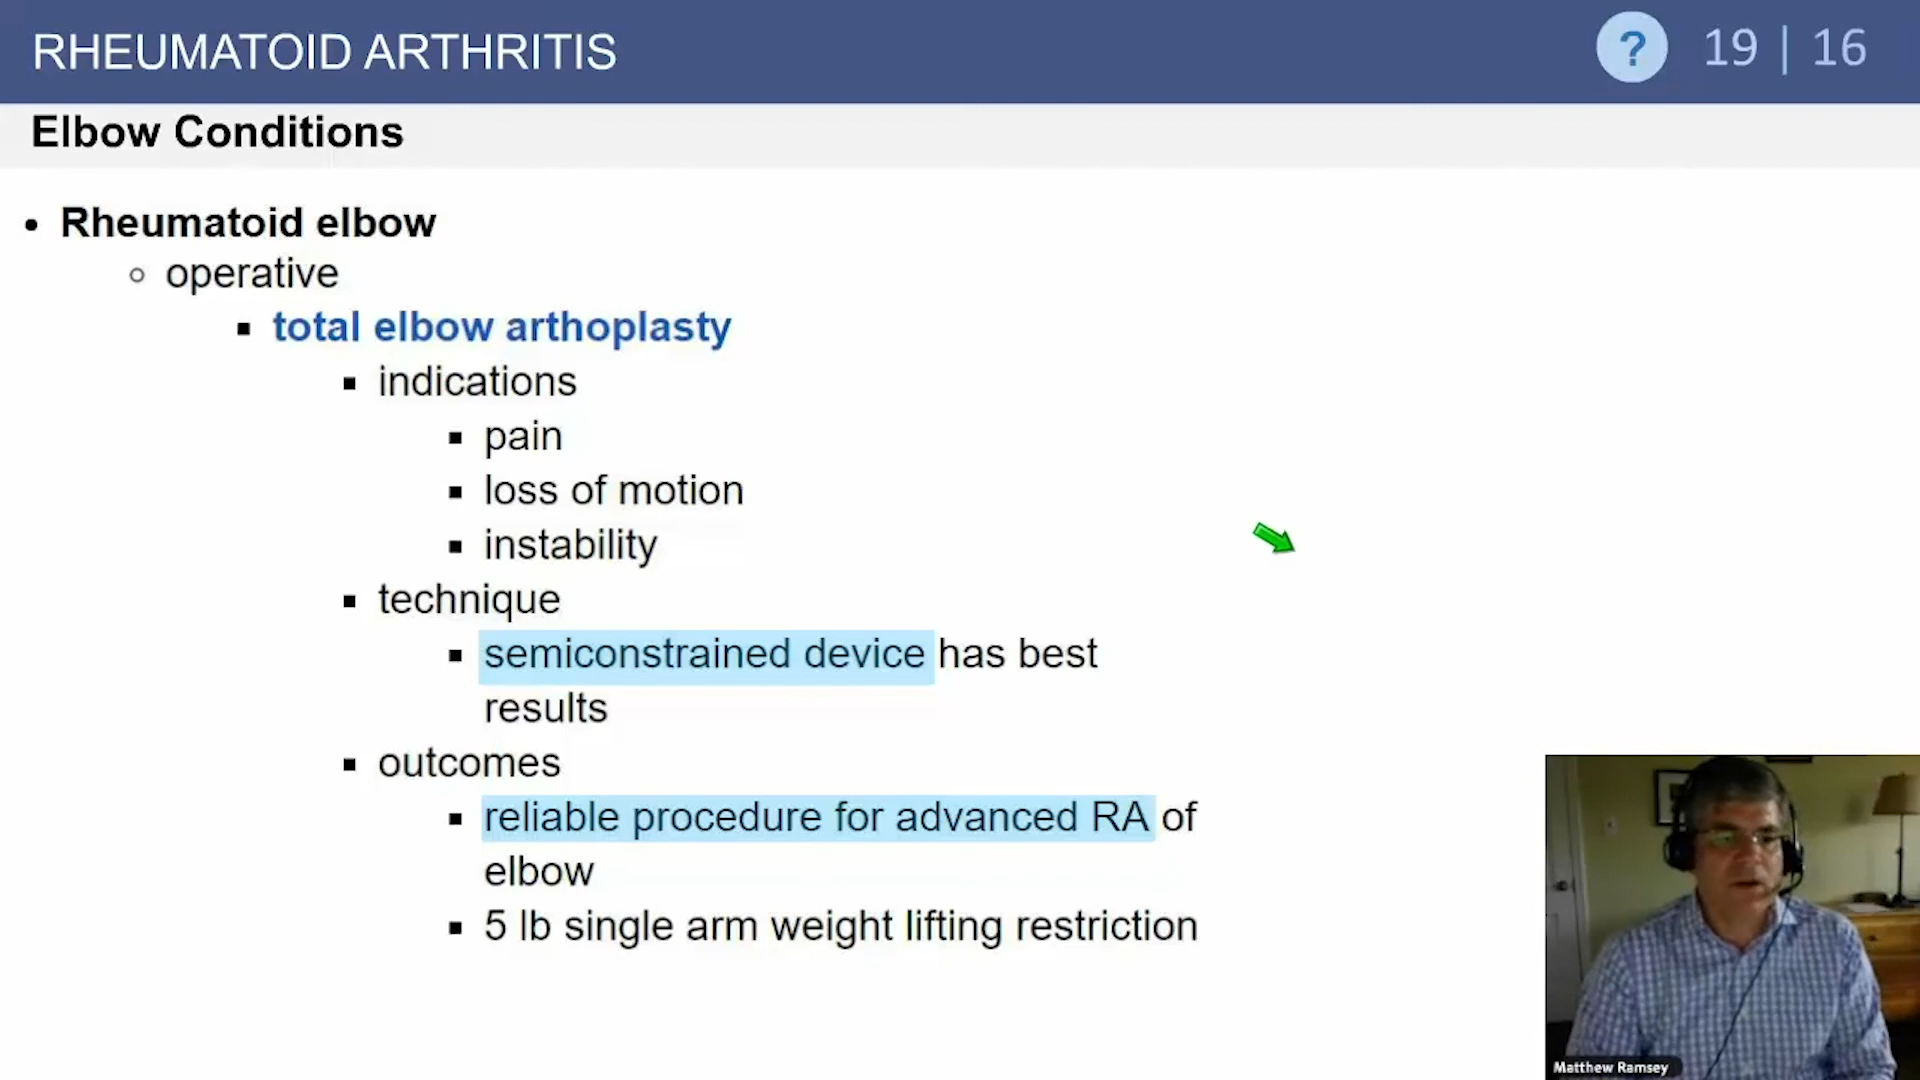 RHEUMATOID ARTHRITIS
? 19 | 16
Elbow Conditions
• Rheumatoid elbow
○ operative
▪ total elbow arthoplasty
▪ indications
▪ pain
▪ loss of motion
▪ instability
▪ technique
▪ semiconstrained device has best
results
▪ outcomes
▪ reliable procedure for advanced RA of
elbow
▪ 5 lb single arm weight lifting restriction
Matthew Ramsey